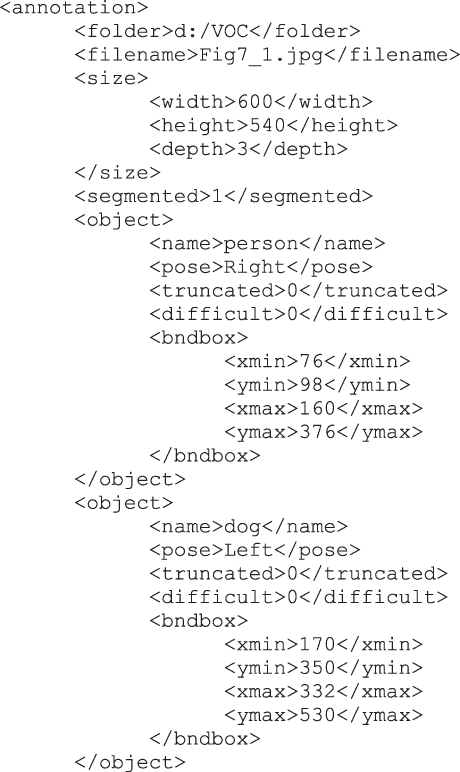 <annotation>
<folder>d:/VOC</folder>
<filename>Fig7_1.jpg</filename>
<size>
<width>600</width>
<height>540</height>
<depth>3</depth>
</size>
<segmented>1</segmented>
<object>
<name>person</name>
<pose>Right</pose>
<truncated>0</truncated>
<difficult>0</difficult>
<bndbox>
<xmin>76</xmin>
<ymin>98</ymin>
<xmax>160</xmax>
<ymax>376</ymax>
</bndbox>
</object>
<object>
<name>dog</name>
<pose>Left</pose>
<truncated>0</truncated>
<difficult>0</difficult>
<bndbox>
<xmin>170</xmin>
<ymin>350</ymin>
<xmax>332</xmax>
<ymax>530</ymax>
</bndbox>
</object>